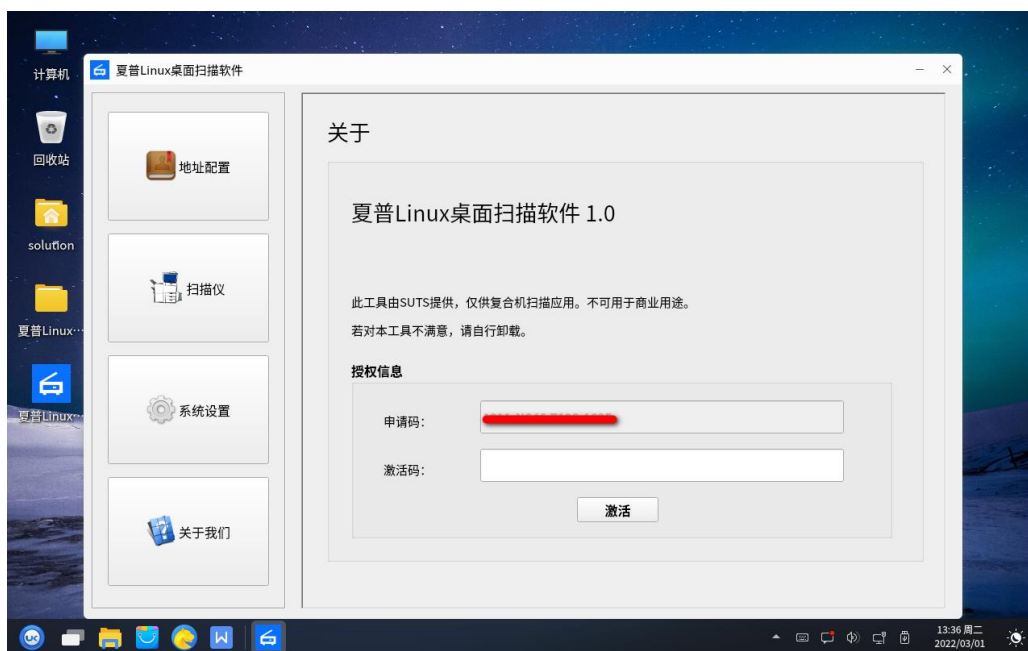 计算机
回收站
solution
夏普Linux…
夏普Linux…
夏普Linux桌面扫描软件
地址配置
扫描仪
系统设置
关于我们
关于
夏普Linux桌面扫描软件 1.0
此工具由SUTS提供，仅供复合机扫描应用。不可用于商业用途。
若对本工具不满意，请自行卸载。
授权信息
申请码：
激活码：
激活
13:36 周二
2022/03/01